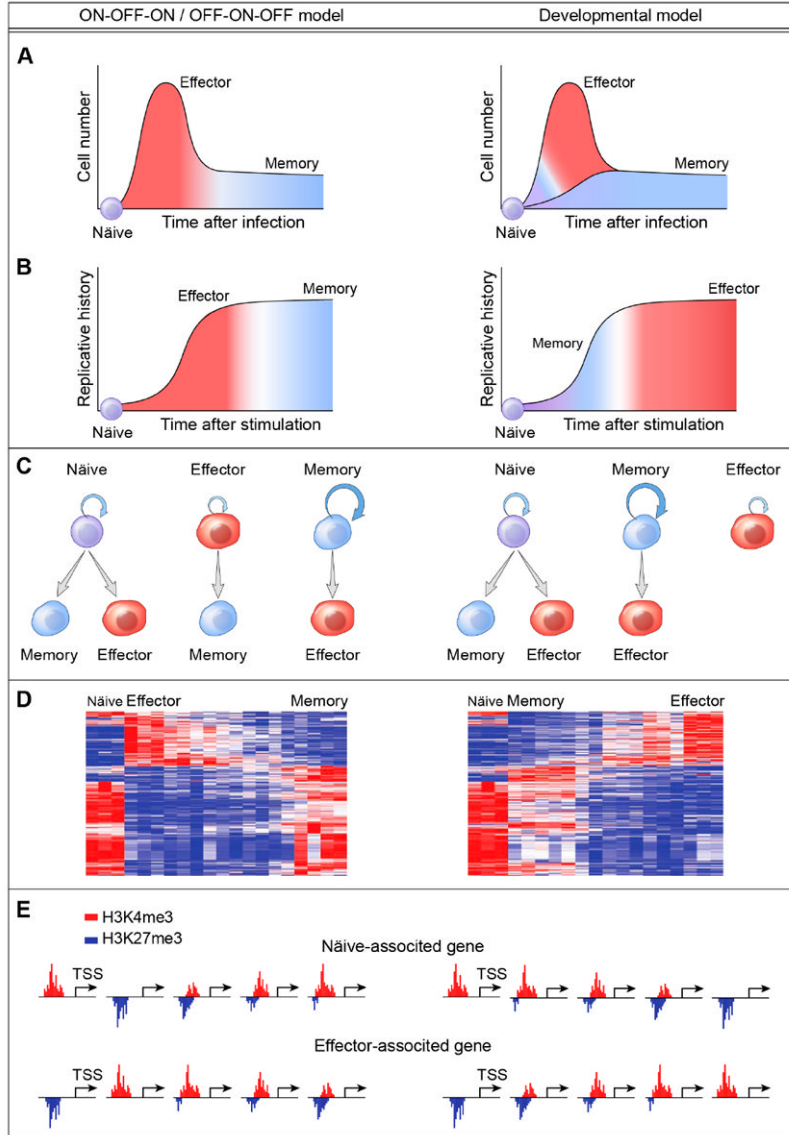 ON-OFF-ON / OFF-ON-OFF model
Developmental model
A
Cell number
Effector
Memory
Näive
Time after infection
Cell number
Effector
Memory
Näive
Time after infection
B
Replicative history
Effector
Memory
Näive
Time after stimulation
Replicative history
Effector
Memory
Näive
Time after stimulation
C
Näive
Effector
Memory
Näive
Memory
Effector
Memory
Effector
Memory
Effector
Memory
Effector
Effector
D
Näive Effector
Memory
Näive Memory
Effector
E
H3K4me3
H3K27me3
Näive-associted gene
TSS
TSS
Effector-associted gene
TSS
TSS